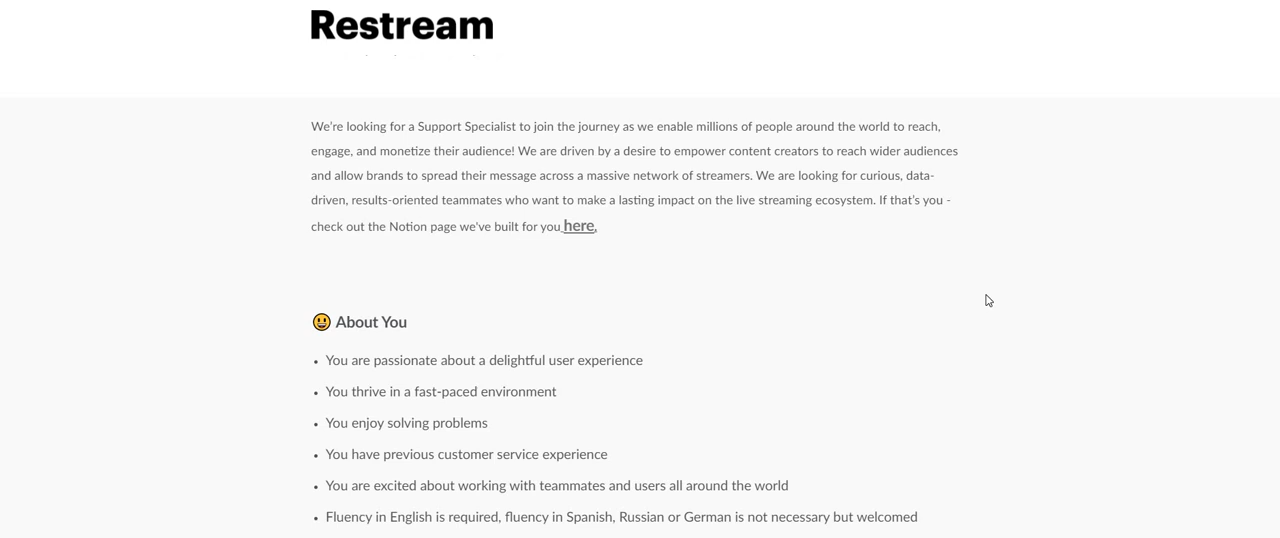 Restream
We're looking for a Support Specialist to join the journey as we enable millions of people around the world to reach,
engage, and monetize their audience! We are driven by a desire to empower content creators to reach wider audiences
and allow brands to spread their message across a massive network of streamers. We are looking for curious, data-
driven, results-oriented teammates who want to make a lasting impact on the live streaming ecosystem. If that's you -
check out the Notion page we've built for you here.
About You
• You are passionate about a delightful user experience
• You thrive in a fast-paced environment
• You enjoy solving problems
• You have previous customer service experience
• You are excited about working with teammates and users all around the world
• Fluency in English is required, fluency in Spanish, Russian or German is not necessary but welcomed